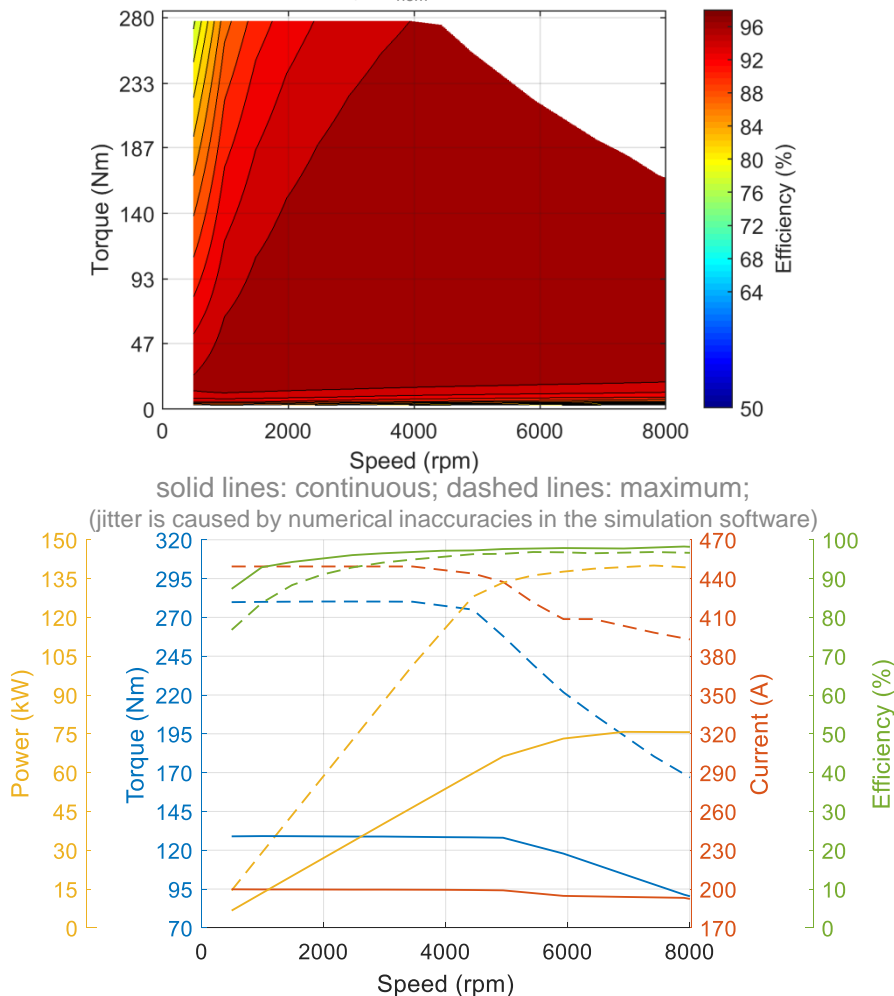 280
233
187
140
93
47
0
Torque (Nm)
0 2000 4000 6000 8000
Speed (rpm)
96
92
88
84
80
76
72
68
64
50
Efficiency (%)
solid lines: continuous; dashed lines: maximum;
(jitter is caused by numerical inaccuracies in the simulation software)
150 320 470 100
135 295 440 90
120 270 410 80
105 245 380 70
90 220 350 60
75 195 320 50
60 170 290 40
45 145 260 30
30 120 230 20
15 95 200 10
0 70 170 0
Power (kW)
Torque (Nm)
Current (A)
Efficiency (%)
0 2000 4000 6000 8000
Speed (rpm)